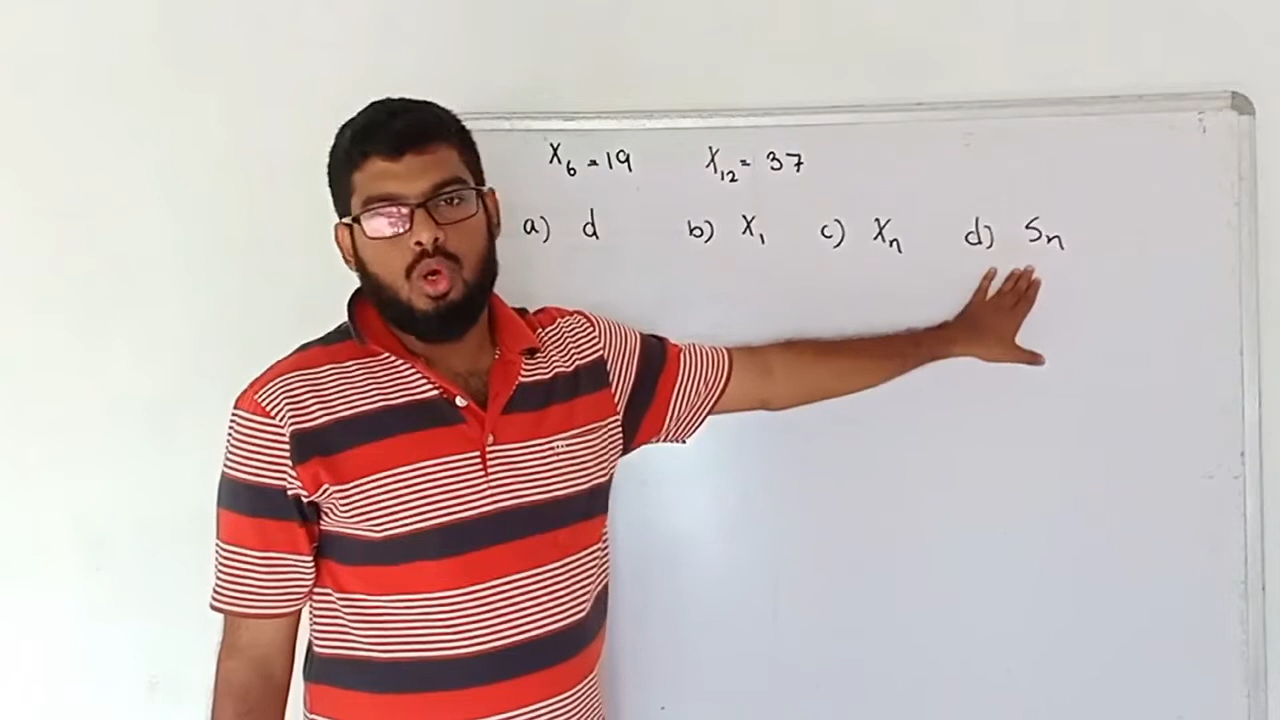 X₆ = 19 X₁₂ = 37
a) d b) X₁ c) Xₙ d) Sₙ